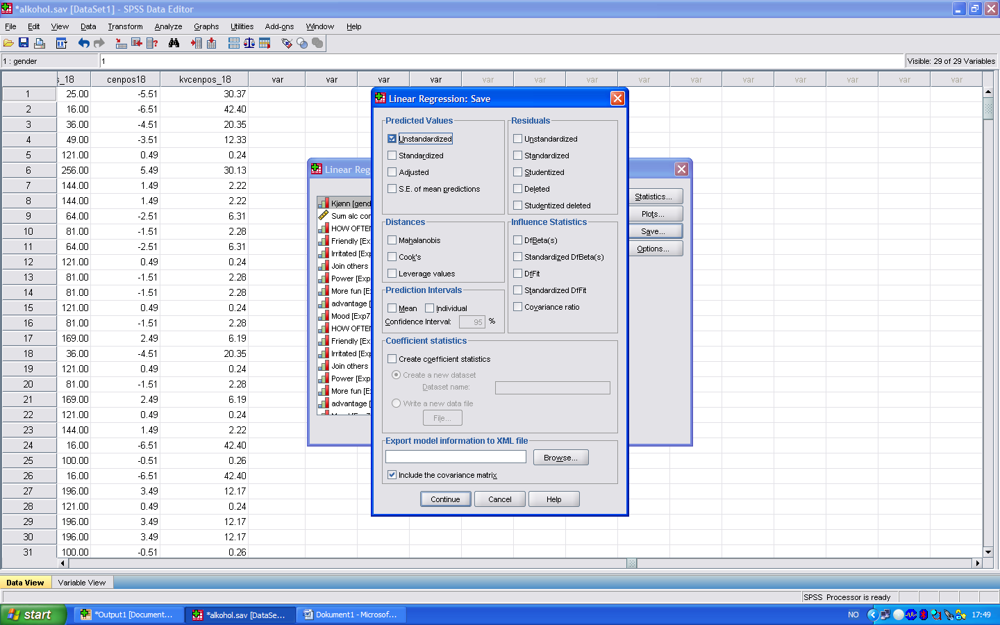 *alkohol.sav [DataSet1] - SPSS Data Editor
File Edit View Data Transform Analyze Graphs Utilities Add-ons Window Help
1 : gender 1 Visible: 29 of 29 Variables
s_18 cenpos18 kvcenpos_18 var var var var var var var var var var var var var var
1 25.00 -5.51 30.37
2 16.00 -6.51 42.40
3 36.00 -4.51 20.35
4 49.00 -3.51 12.33
5 121.00 0.49 0.24
6 256.00 5.49 30.13
7 144.00 1.49 2.22
8 144.00 1.49 2.22
9 64.00 -2.51 6.31
10 81.00 -1.51 2.28
11 64.00 -2.51 6.31
12 121.00 0.49 0.24
13 81.00 -1.51 2.28
14 81.00 -1.51 2.28
15 121.00 0.49 0.24
16 81.00 -1.51 2.28
17 169.00 2.49 6.19
18 36.00 -4.51 20.35
19 121.00 0.49 0.24
20 81.00 -1.51 2.28
21 169.00 2.49 6.19
22 121.00 0.49 0.24
23 144.00 1.49 2.22
24 16.00 -6.51 42.40
25 100.00 -0.51 0.26
26 16.00 -6.51 42.40
27 196.00 3.49 12.17
28 121.00 0.49 0.24
29 196.00 3.49 12.17
30 196.00 3.49 12.17
31 100.00 -0.51 0.26
Linear Reg
Kjønn [gend
Sum alc cor
HOW OFTEN
Friendly [Ex
Irritated [Exp
Join others
Power [Exp
More fun [E
advantage [
Mood [Exp7
HOW OFTEN
Friendly [Ex
Irritated [Exp
Join others
Power [Exp
More fun [E
advantage [
Mood [Exp7
Statistics...
Plots...
Save...
Options...
Linear Regression: Save
Predicted Values
Unstandardized
Standardized
Adjusted
S.E. of mean predictions
Residuals
Unstandardized
Standardized
Studentized
Deleted
Studentized deleted
Distances
Mahalanobis
Cook's
Leverage values
Influence Statistics
DfBeta(s)
Standardized DfBeta(s)
DfFit
Standardized DfFit
Covariance ratio
Prediction Intervals
Mean Individual
Confidence Interval: 95 %
Coefficient statistics
Create coefficient statistics
Create a new dataset
Dataset name:
Write a new data file
File...
Export model information to XML file
Browse...
Include the covariance matrix
Continue Cancel Help
Data View Variable View
SPSS Processor is ready
start *Output1 [Document... *alkohol.sav [DataSe... Dokument1 - Microsof... NO 17:49